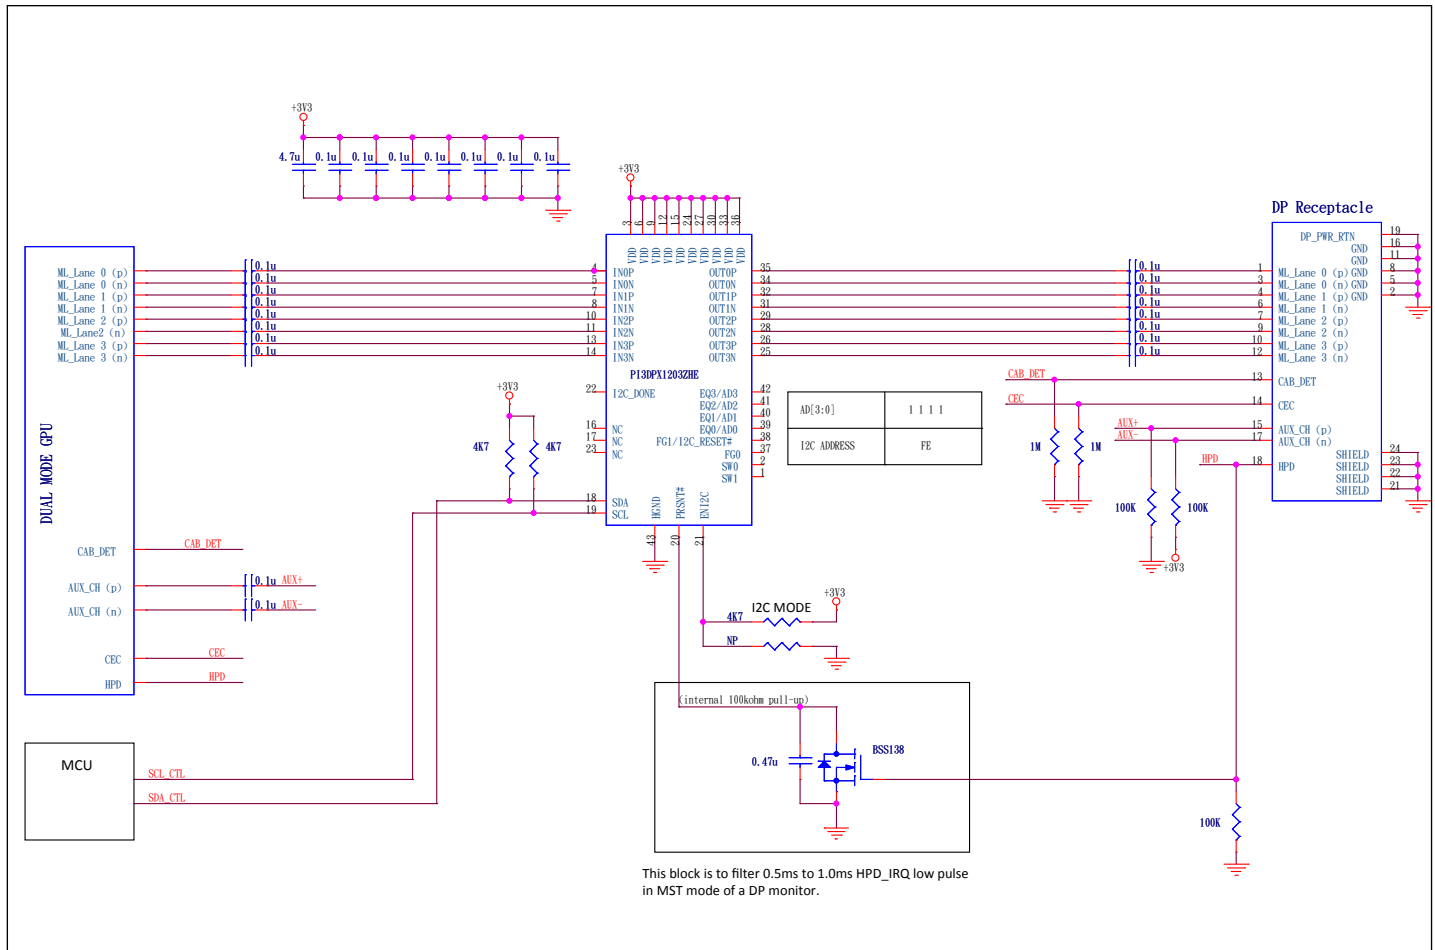 +3V3
4.7u 0.1u 0.1u 0.1u 0.1u 0.1u 0.1u 0.1u
+3V3
3 6 9 12 15 24 27 30 33 36
VDD VDD VDD VDD VDD VDD VDD VDD VDD VDD
DP Receptacle
DP_PWR_RTN 19
GND 16
GND 11
ML_Lane 0 (p) 0.1u 4 IN0P OUT0P 35 0.1u 1 ML_Lane 0 (p) GND 8
ML_Lane 0 (n) 0.1u 5 IN0N OUT0N 34 0.1u 3 ML_Lane 0 (n) GND 5
ML_Lane 1 (p) 0.1u 7 IN1P OUT1P 32 0.1u 4 ML_Lane 1 (p) GND 2
ML_Lane 1 (n) 0.1u 8 IN1N OUT1N 31 0.1u 6 ML_Lane 1 (n)
ML_Lane 2 (p) 0.1u 10 IN2P OUT2P 29 0.1u 7 ML_Lane 2 (p)
ML_Lane2 (n) 0.1u 11 IN2N OUT2N 28 0.1u 9 ML_Lane 2 (n)
ML_Lane 3 (p) 0.1u 13 IN3P OUT3P 26 0.1u 10 ML_Lane 3 (p)
ML_Lane 3 (n) 0.1u 14 IN3N OUT3N 25 0.1u 12 ML_Lane 3 (n)
PI3DPX1203ZHE
CAB_DET 13 CAB_DET
+3V3
22 I2C_DONE EQ3/AD3 42
EQ2/AD2 41
EQ1/AD1 40
EQ0/AD0 39
FG1/I2C_RESET# 38
FG0 37
SW0 2
SW1 1
16 NC
17 NC
23 NC
AD[3:0] 1 1 1 1
I2C ADDRESS FE
CEC 14 CEC
AUX+ 15 AUX_CH (p)
AUX- 17 AUX_CH (n)
HPD 18 HPD
SHIELD 24
SHIELD 23
SHIELD 22
SHIELD 21
4K7 4K7
1M 1M
100K 100K
+3V3
DUAL MODE GPU
18 SDA
19 SCL
HGND PRSNT# ENI2C
43 20 21
CAB_DET CAB_DET
AUX_CH (p) 0.1u AUX+
AUX_CH (n) 0.1u AUX-
CEC CEC
HPD HPD
+3V3
I2C MODE
4K7
NP
(internal 100kohm pull-up)
BSS138
0.47u
MCU
SCL_CTL
SDA_CTL
100K
This block is to filter 0.5ms to 1.0ms HPD_IRQ low pulse
in MST mode of a DP monitor.